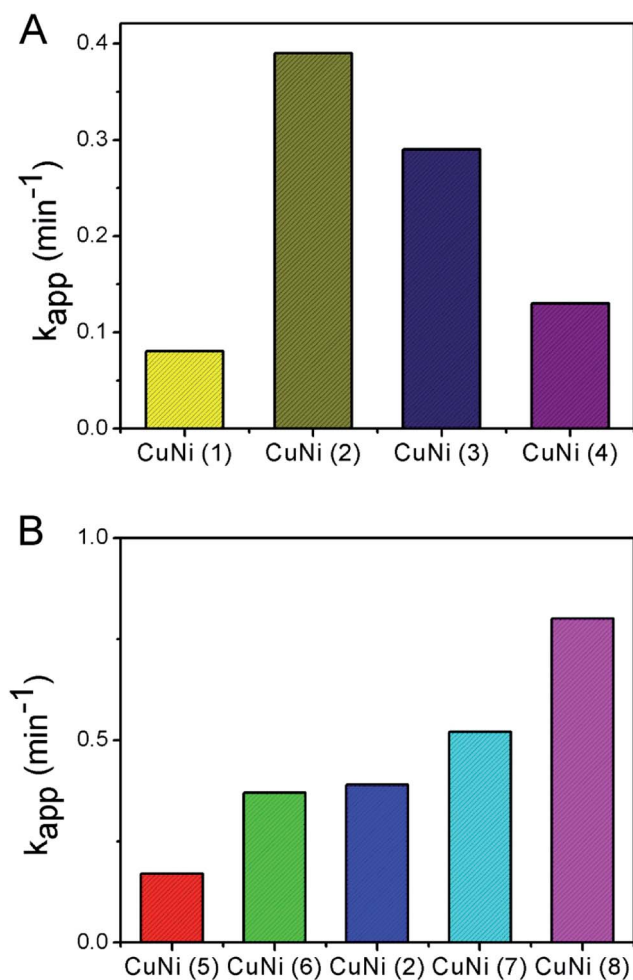 A
0.4
0.3
0.2
0.1
0.0
kapp (min⁻¹)
CuNi (1) CuNi (2) CuNi (3) CuNi (4)
B
1.0
0.5
0.0
kapp (min⁻¹)
CuNi (5) CuNi (6) CuNi (2) CuNi (7) CuNi (8)